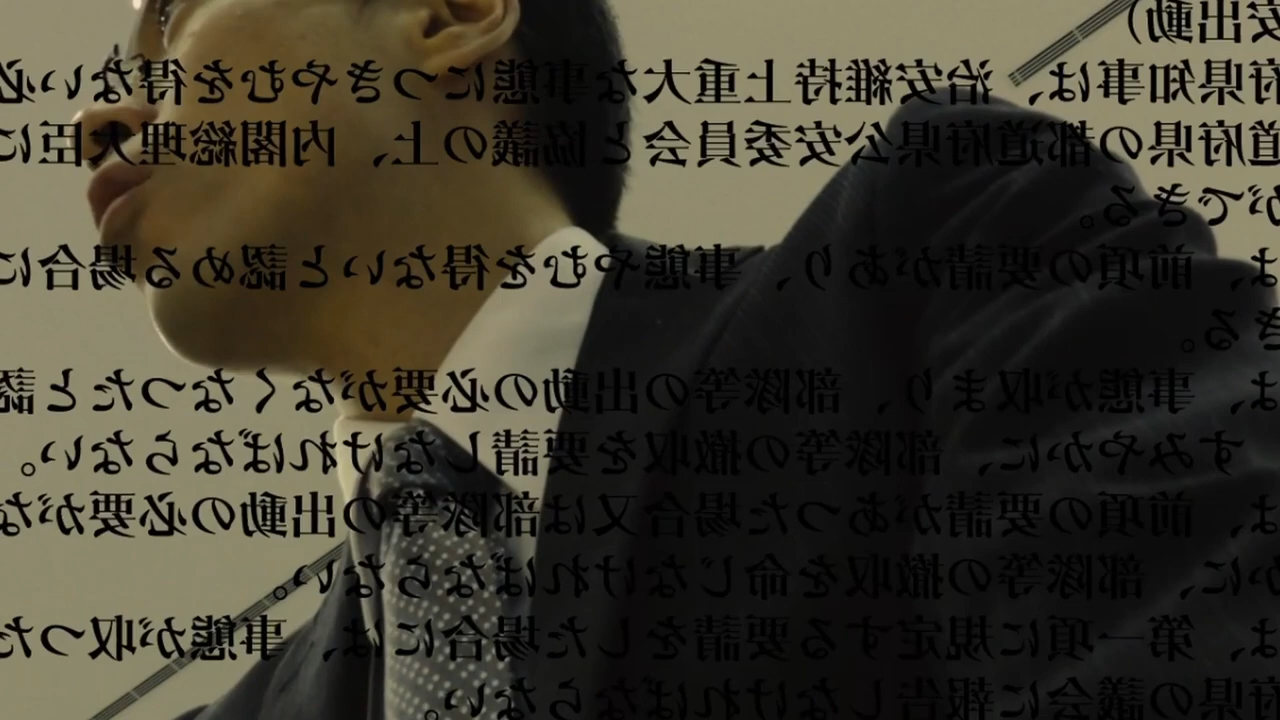 安出動）
府県知事は、治安維持上重大な事態につきやむを得ない必
道府県の都道府県公安委員会と協議の上、内閣総理大臣に
ができる。
は、前項の要請があり、事態やむを得ないと認める場合に
きる。
は、事態が収まり、部隊等の出動の必要がなくなつたと認
すみやかに、部隊等の撤収を要請しなければならない。
は、前項の要請があつた場合又は部隊等の出動の必要がな
かに、部隊等の撤収を命じなければならない。
は、第一項に規定する要請をした場合には、事態が収つた
府県の議会に報告しなければならない。